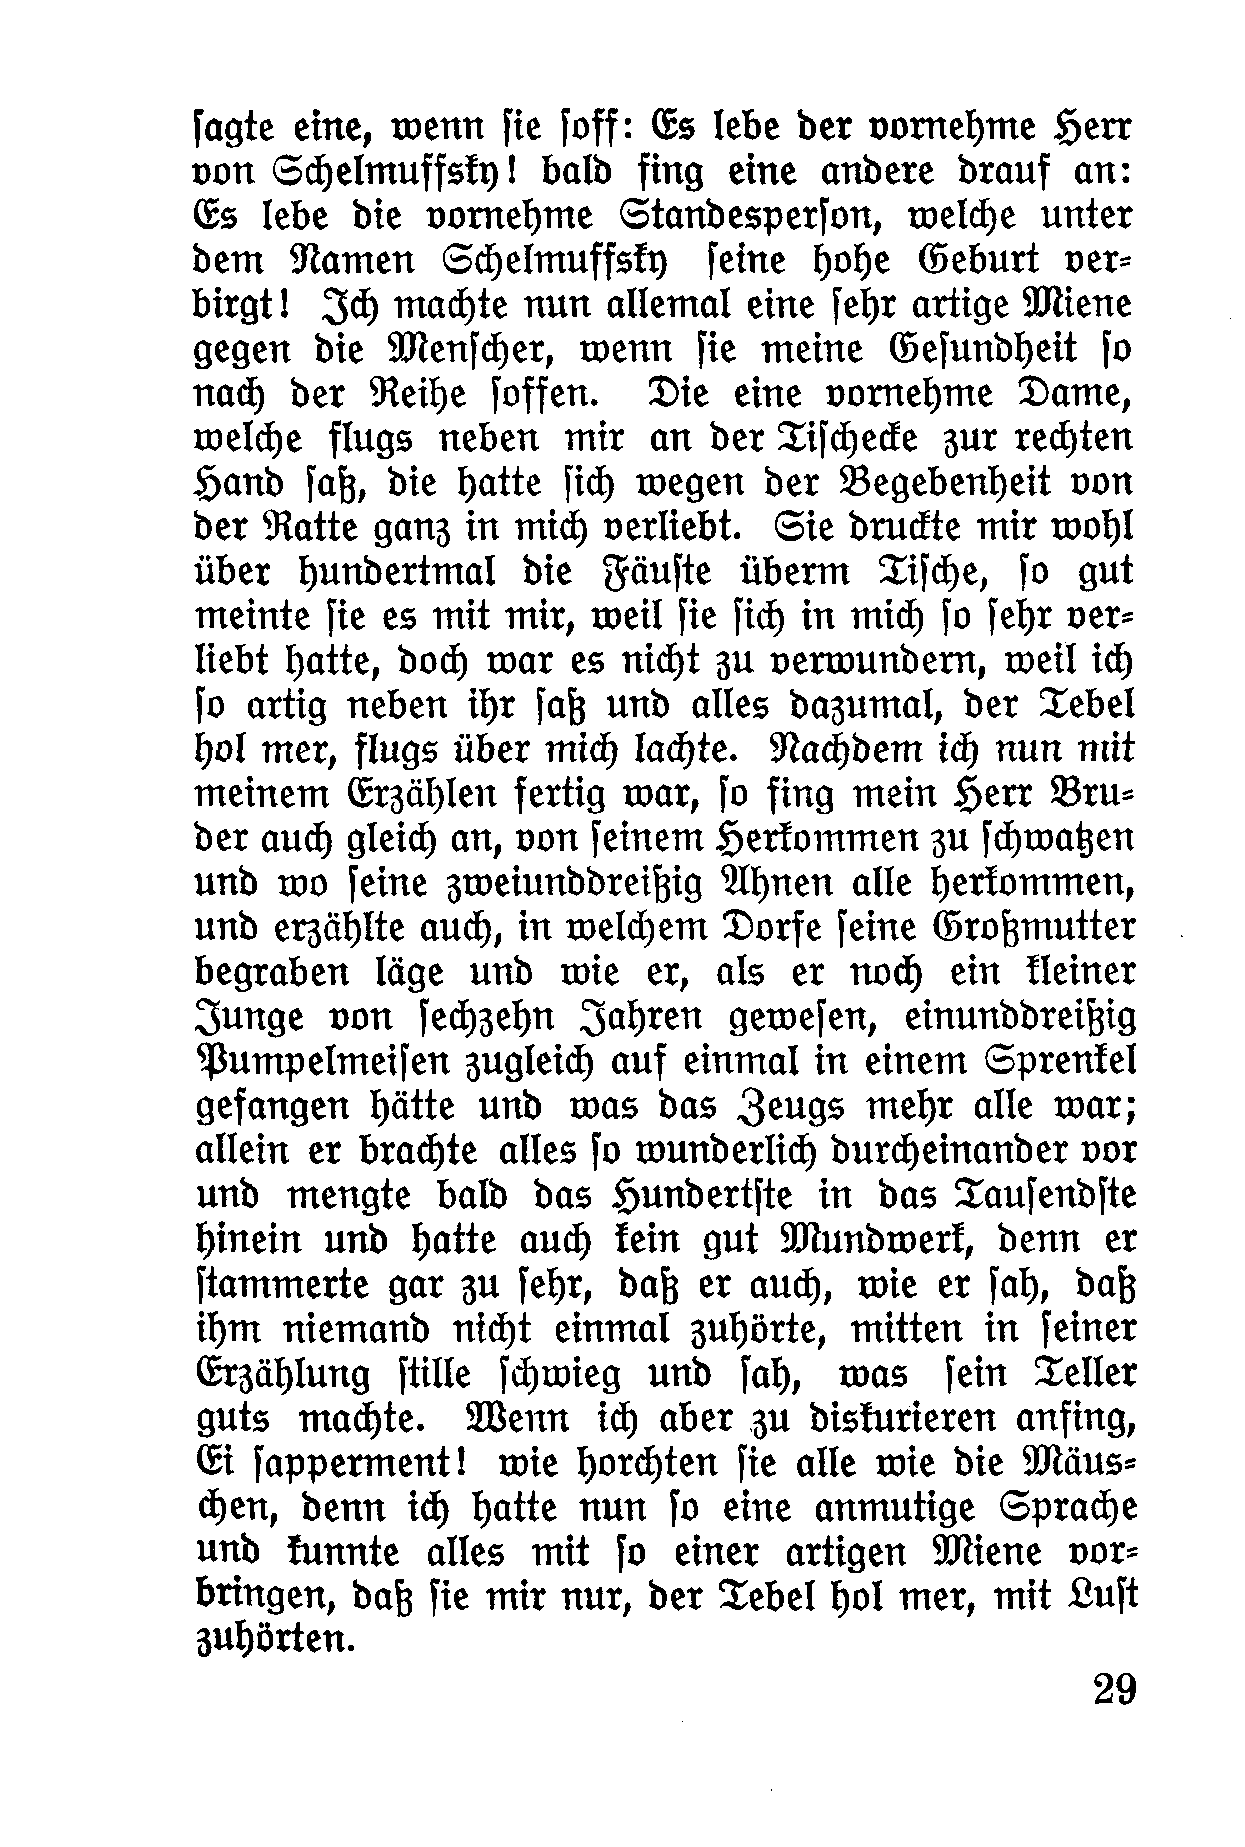 sagte eine, wenn sie soff: Es lebe der vornehme Herr
von Schelmuffsky! bald fing eine andere drauf an:
Es lebe die vornehme Standesperson, welche unter
dem Namen Schelmuffsky seine hohe Geburt ver-
birgt! Ich machte nun allemal eine sehr artige Miene
gegen die Menscher, wenn sie meine Gesundheit so
nach der Reihe soffen. Die eine vornehme Dame,
welche flugs neben mir an der Tischecke zur rechten
Hand saß, die hatte sich wegen der Begebenheit von
der Ratte ganz in mich verliebt. Sie druckte mir wohl
über hundertmal die Fäuste überm Tische, so gut
meinte sie es mit mir, weil sie sich in mich so sehr ver-
liebt hatte, doch war es nicht zu verwundern, weil ich
so artig neben ihr saß und alles dazumal, der Tebel
hol mer, flugs über mich lachte. Nachdem ich nun mit
meinem Erzählen fertig war, so fing mein Herr Bru-
der auch gleich an, von seinem Herkommen zu schwatzen
und wo seine zweiunddreißig Ahnen alle herkommen,
und erzählte auch, in welchem Dorfe seine Großmutter
begraben läge und wie er, als er noch ein kleiner
Junge von sechzehn Jahren gewesen, einunddreißig
Pumpelmeisen zugleich auf einmal in einem Sprenkel
gefangen hätte und was das Zeugs mehr alle war;
allein er brachte alles so wunderlich durcheinander vor
und mengte bald das Hundertste in das Tausendste
hinein und hatte auch kein gut Mundwerk, denn er
stammerte gar zu sehr, daß er auch, wie er sah, daß
ihm niemand nicht einmal zuhörte, mitten in seiner
Erzählung stille schwieg und sah, was sein Teller
guts machte. Wenn ich aber zu diskurieren anfing,
Ei sapperment! wie horchten sie alle wie die Mäus-
chen, denn ich hatte nun so eine anmutige Sprache
und kunnte alles mit so einer artigen Miene vor-
bringen, daß sie mir nur, der Tebel hol mer, mit Lust
zuhörten.
29